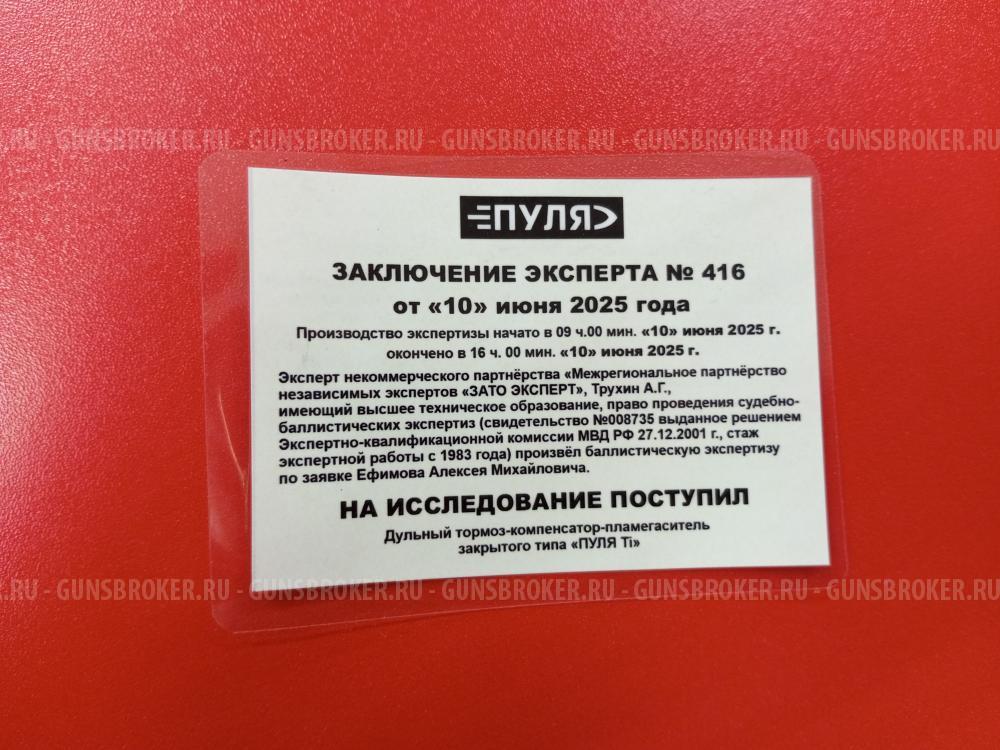 GUNSBROKER.RU - GUNSBROKER.RU - GUNSBROKER.RU - GUNSBROKER.RU - GUNSBROKER.RU - GUNSBROKER.RU
ПУЛЯ
ЗАКЛЮЧЕНИЕ ЭКСПЕРТА № 416
от «10» июня 2025 года
Производство экспертизы начато в 09 ч.00 мин. «10» июня 2025 г.
окончено в 16 ч. 00 мин. «10» июня 2025 г.
Эксперт некоммерческого партнёрства «Межрегиональное партнёрство
независимых экспертов «ЗАТО ЭКСПЕРТ», Трухин А.Г.,
имеющий высшее техническое образование, право проведения судебно-
баллистических экспертиз (свидетельство №008735 выданное решением
Экспертно-квалификационной комиссии МВД РФ 27.12.2001 г., стаж
экспертной работы с 1983 года) произвёл баллистическую экспертизу
по заявке Ефимова Алексея Михайловича.
НА ИССЛЕДОВАНИЕ ПОСТУПИЛ
Дульный тормоз-компенсатор-пламегаситель
закрытого типа «ПУЛЯ Ti»
R.RU - GUNSBROKER.RU - GUNSBROKER.RU - GUNSBROKER.RU - GUNSBROKER.RU - GUNSBROKER.RU